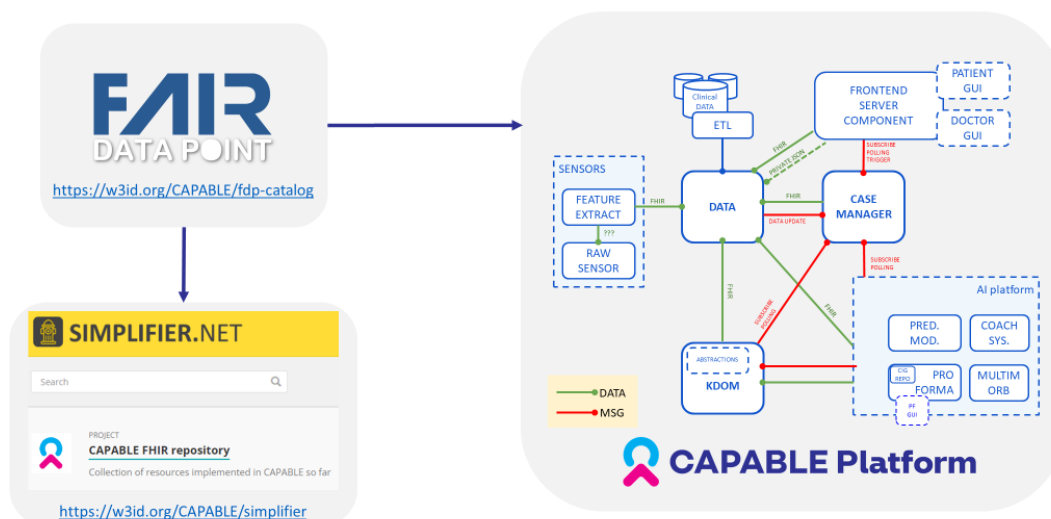 FAIR
DATA POINT
https://w3id.org/CAPABLE/fdp-catalog
SIMPLIFIER.NET
Search
PROJECT
CAPABLE FHIR repository
Collection of resources implemented in CAPABLE so far
https://w3id.org/CAPABLE/simplifier
Clinical
DATA
ETL
FRONTEND
SERVER
COMPONENT
PATIENT
GUI
DOCTOR
GUI
FHIR
PRIVATE JSON
SUBSCRIBE
POLLING
TRIGGER
SENSORS
FEATURE
EXTRACT
FHIR
???
RAW
SENSOR
DATA
FHIR
DATA UPDATE
CASE
MANAGER
FHIR
SUBSCRIBE
POLLING
FHIR
SUBSCRIBE
POLLING
AI platform
PRED.
MOD.
COACH
SYS.
CIG
REPO
PRO
FORMA
PF
GUI
MULTIM
ORB
ABSTRACTIONS
KDOM
DATA
MSG
CAPABLE Platform